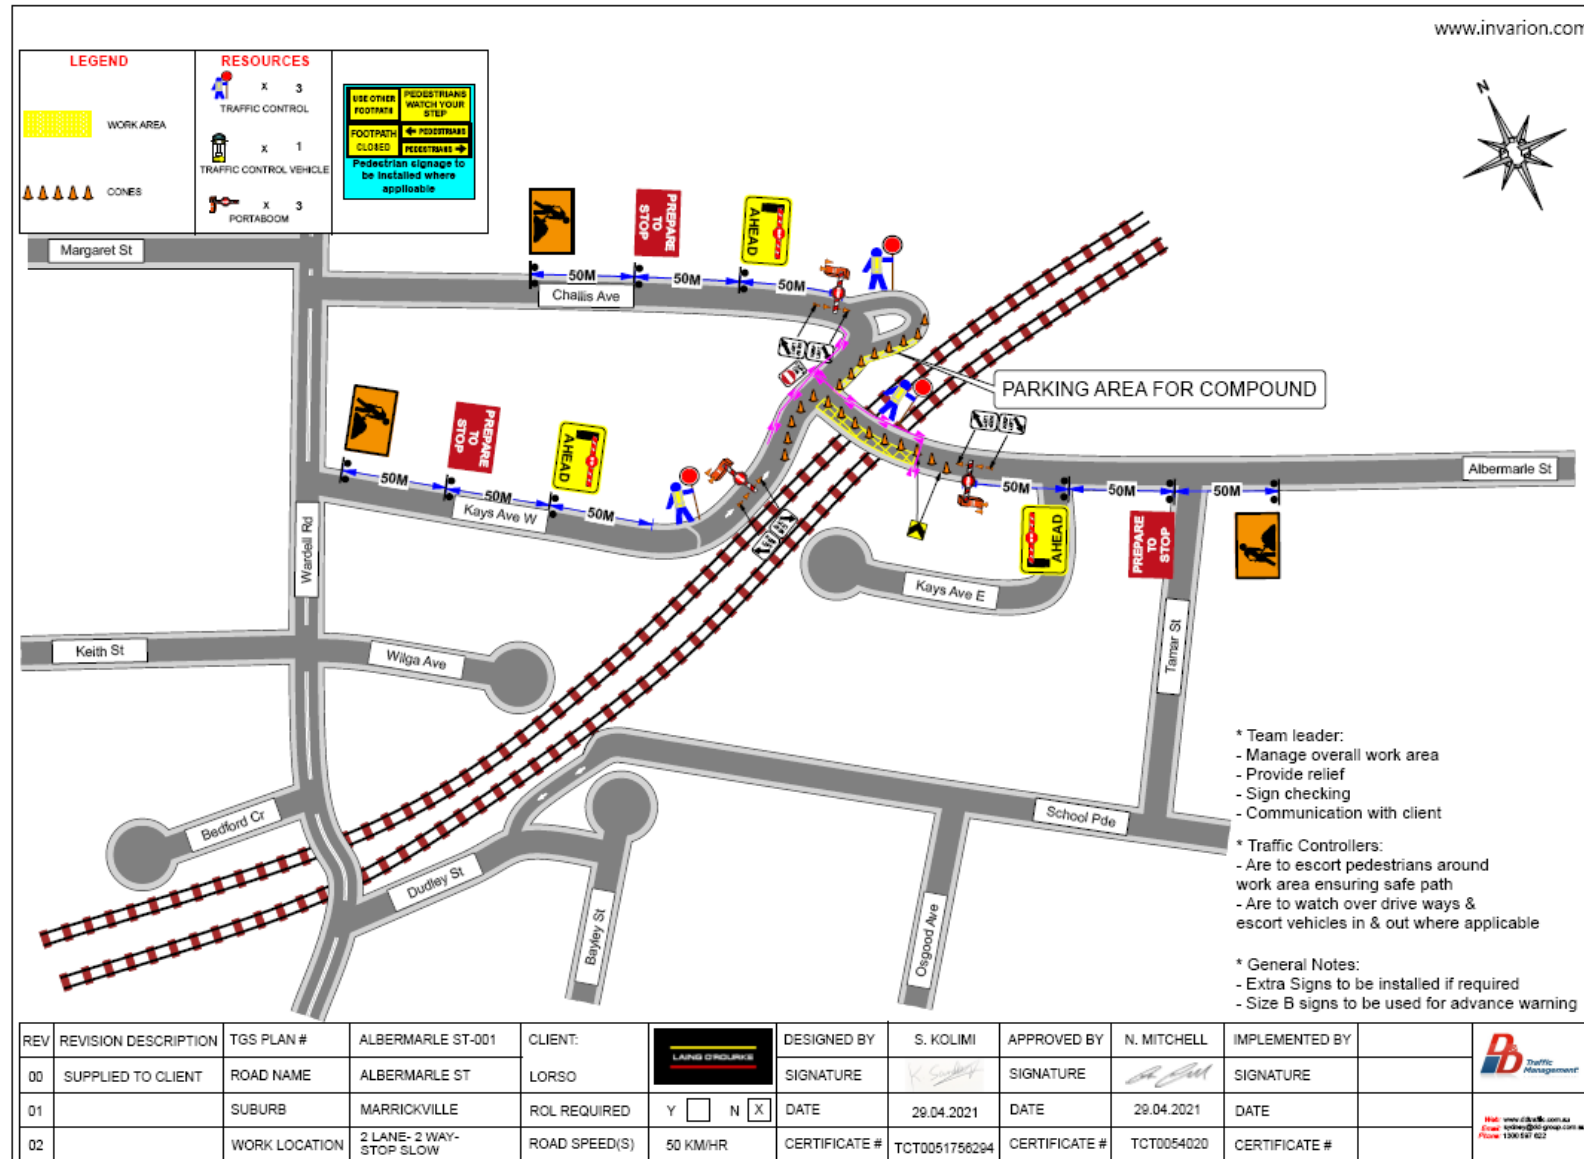 www.invarion.com
LEGEND
WORK AREA
CONES
RESOURCES
x 3
TRAFFIC CONTROL
x 1
TRAFFIC CONTROL VEHICLE
x 3
PORTABOOM
USE OTHER
FOOTPATH
PEDESTRIANS
WATCH YOUR
STEP
FOOTPATH
CLOSED
PEDESTRIANS
PEDESTRIANS
Pedestrian signage to
be installed where
applicable
N
Margaret St
PREPARE
TO
STOP
AHEAD
50M
50M
50M
Challis Ave
PARKING AREA FOR COMPOUND
PREPARE
TO
STOP
AHEAD
50M
50M
50M
Kays Ave W
Wardell Rd
Albermarle St
50M
50M
50M
AHEAD
PREPARE
TO
STOP
Kays Ave E
Tamar St
Keith St
Wilga Ave
Bedford Cr
Dudley St
Bayley St
Osgood Ave
School Pde
* Team leader:
- Manage overall work area
- Provide relief
- Sign checking
- Communication with client
* Traffic Controllers:
- Are to escort pedestrians around
work area ensuring safe path
- Are to watch over drive ways &
escort vehicles in & out where applicable
* General Notes:
- Extra Signs to be installed if required
- Size B signs to be used for advance warning
REV REVISION DESCRIPTION TGS PLAN # ALBERMARLE ST-001 CLIENT: LAING O'ROURKE DESIGNED BY S. KOLIMI APPROVED BY N. MITCHELL IMPLEMENTED BY
00 SUPPLIED TO CLIENT ROAD NAME ALBERMARLE ST LORSO SIGNATURE SIGNATURE SIGNATURE
01 SUBURB MARRICKVILLE ROL REQUIRED Y N X DATE 29.04.2021 DATE 29.04.2021 DATE
02 WORK LOCATION 2 LANE- 2 WAY-
STOP SLOW
ROAD SPEED(S) 50 KM/HR CERTIFICATE # TCT0051756294 CERTIFICATE # TCT0054020 CERTIFICATE #
D&D
Traffic
Management